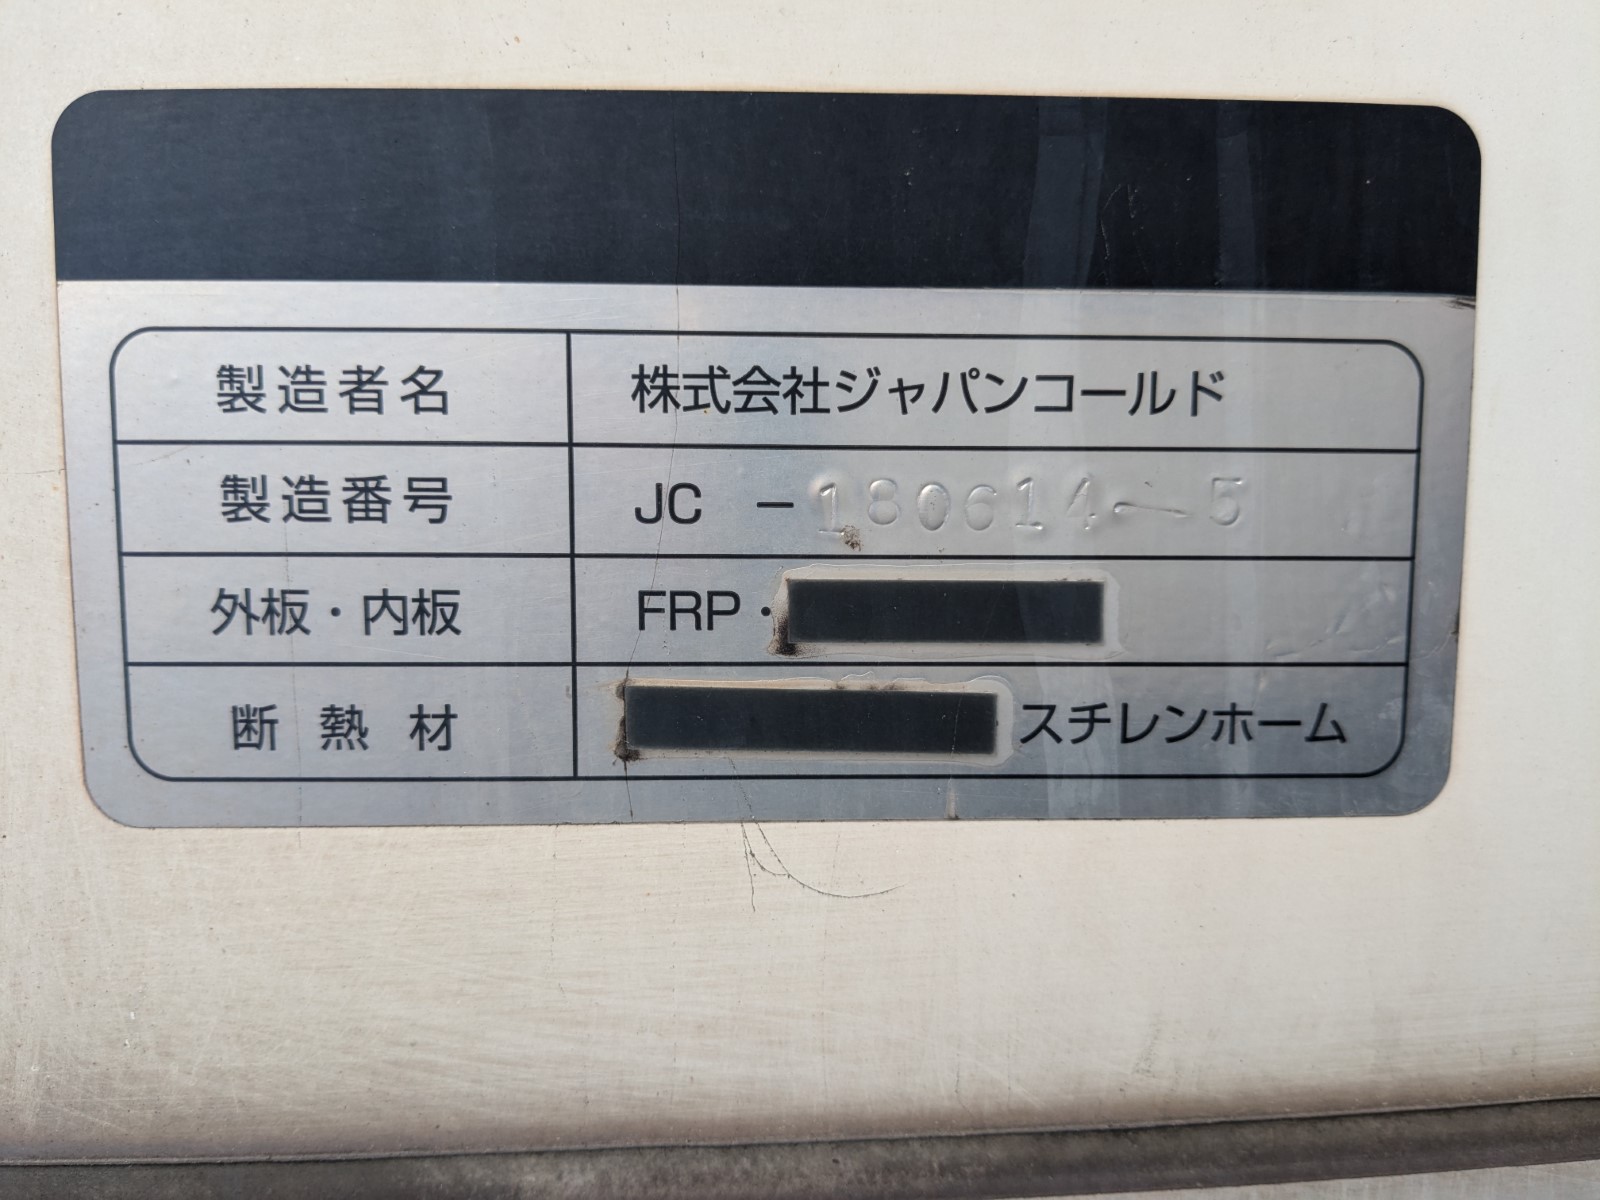 製造者名 株式会社ジャパンコールド
製造番号 JC -180614-5
外板・内板 FRP・
断熱材 スチレンホーム